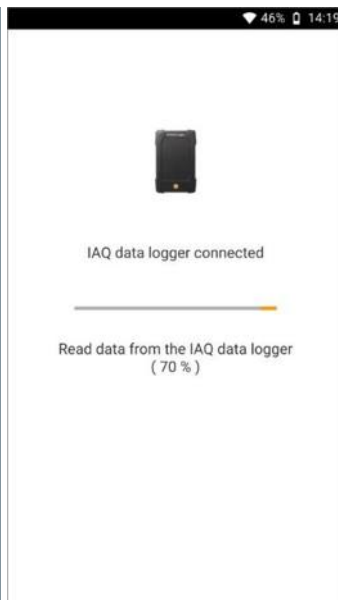 46% 14:19
IAQ data logger connected
Read data from the IAQ data logger
( 70 % )